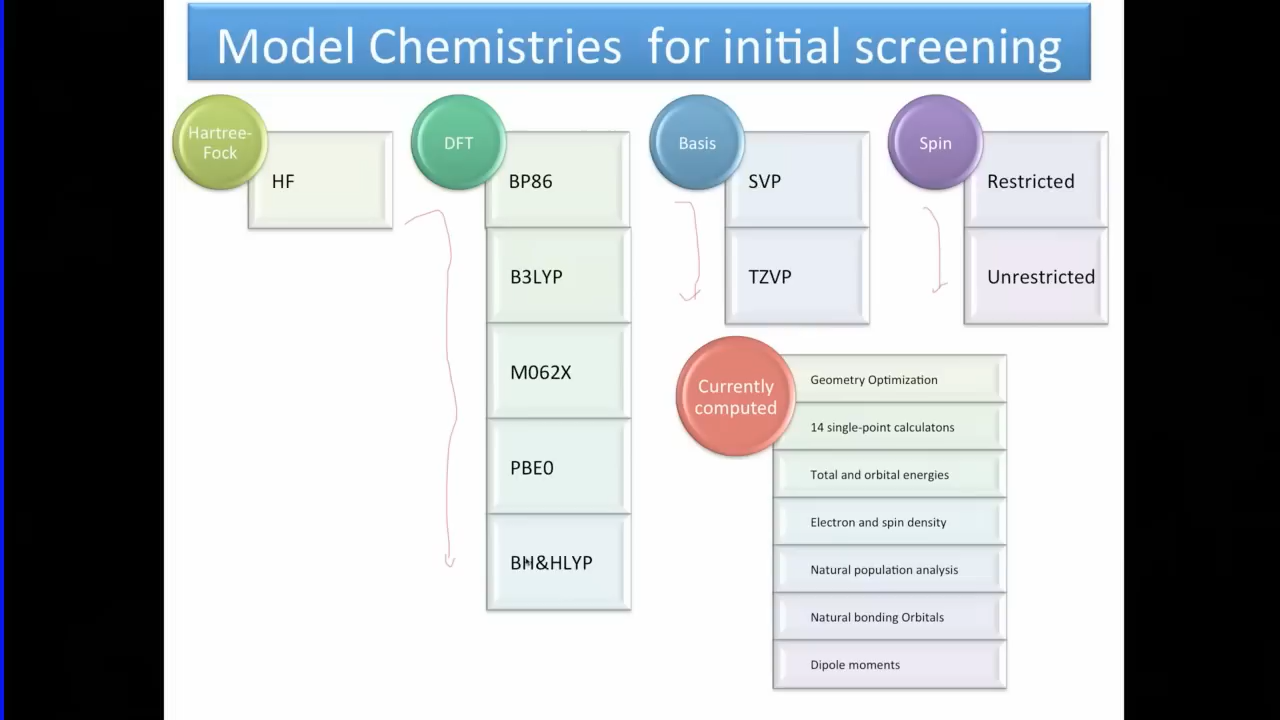 Model Chemistries for initial screening
Hartree-
Fock
HF
DFT
BP86
B3LYP
M062X
PBE0
BH&HLYP
Basis
SVP
TZVP
Spin
Restricted
Unrestricted
Currently
computed
Geometry Optimization
14 single-point calculatons
Total and orbital energies
Electron and spin density
Natural population analysis
Natural bonding Orbitals
Dipole moments